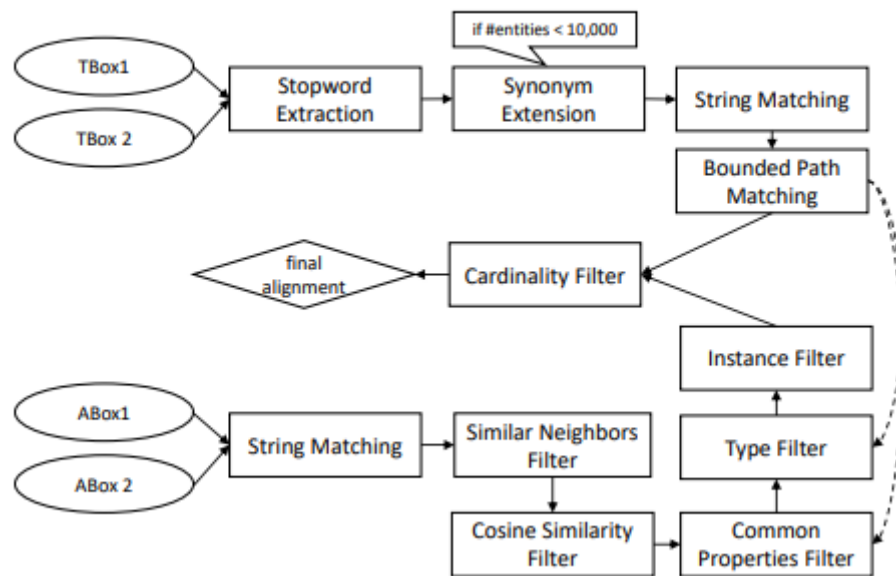 if #entities < 10,000
TBox1
Stopword
Extraction
Synonym
Extension
String Matching
TBox 2
Bounded Path
Matching
final
alignment
Cardinality Filter
Instance Filter
ABox1
String Matching
Similar Neighbors
Filter
Type Filter
ABox 2
Cosine Similarity
Filter
Common
Properties Filter